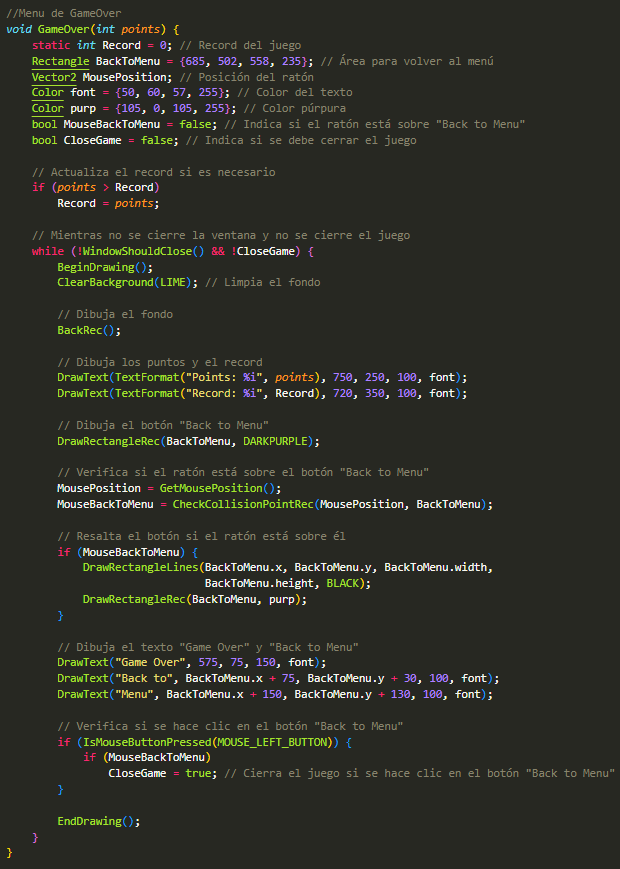 //Menu de GameOver
void GameOver(int points) {
    static int Record = 0; // Record del juego
    Rectangle BackToMenu = {685, 502, 558, 235}; // Área para volver al menú
    Vector2 MousePosition; // Posición del ratón
    Color font = {50, 60, 57, 255}; // Color del texto
    Color purp = {105, 0, 105, 255}; // Color púrpura
    bool MouseBackToMenu = false; // Indica si el ratón está sobre "Back to Menu"
    bool CloseGame = false; // Indica si se debe cerrar el juego

    // Actualiza el record si es necesario
    if (points > Record)
        Record = points;

    // Mientras no se cierre la ventana y no se cierre el juego
    while (!WindowShouldClose() && !CloseGame) {
        BeginDrawing();
        ClearBackground(LIME); // Limpia el fondo

        // Dibuja el fondo
        BackRec();

        // Dibuja los puntos y el record
        DrawText(TextFormat("Points: %i", points), 750, 250, 100, font);
        DrawText(TextFormat("Record: %i", Record), 720, 350, 100, font);

        // Dibuja el botón "Back to Menu"
        DrawRectangleRec(BackToMenu, DARKPURPLE);

        // Verifica si el ratón está sobre el botón "Back to Menu"
        MousePosition = GetMousePosition();
        MouseBackToMenu = CheckCollisionPointRec(MousePosition, BackToMenu);

        // Resalta el botón si el ratón está sobre él
        if (MouseBackToMenu) {
            DrawRectangleLines(BackToMenu.x, BackToMenu.y, BackToMenu.width,
                               BackToMenu.height, BLACK);
            DrawRectangleRec(BackToMenu, purp);
        }

        // Dibuja el texto "Game Over" y "Back to Menu"
        DrawText("Game Over", 575, 75, 150, font);
        DrawText("Back to", BackToMenu.x + 75, BackToMenu.y + 30, 100, font);
        DrawText("Menu", BackToMenu.x + 150, BackToMenu.y + 130, 100, font);

        // Verifica si se hace clic en el botón "Back to Menu"
        if (IsMouseButtonPressed(MOUSE_LEFT_BUTTON)) {
            if (MouseBackToMenu)
                CloseGame = true; // Cierra el juego si se hace clic en el botón "Back to Menu"
        }

        EndDrawing();
    }
}